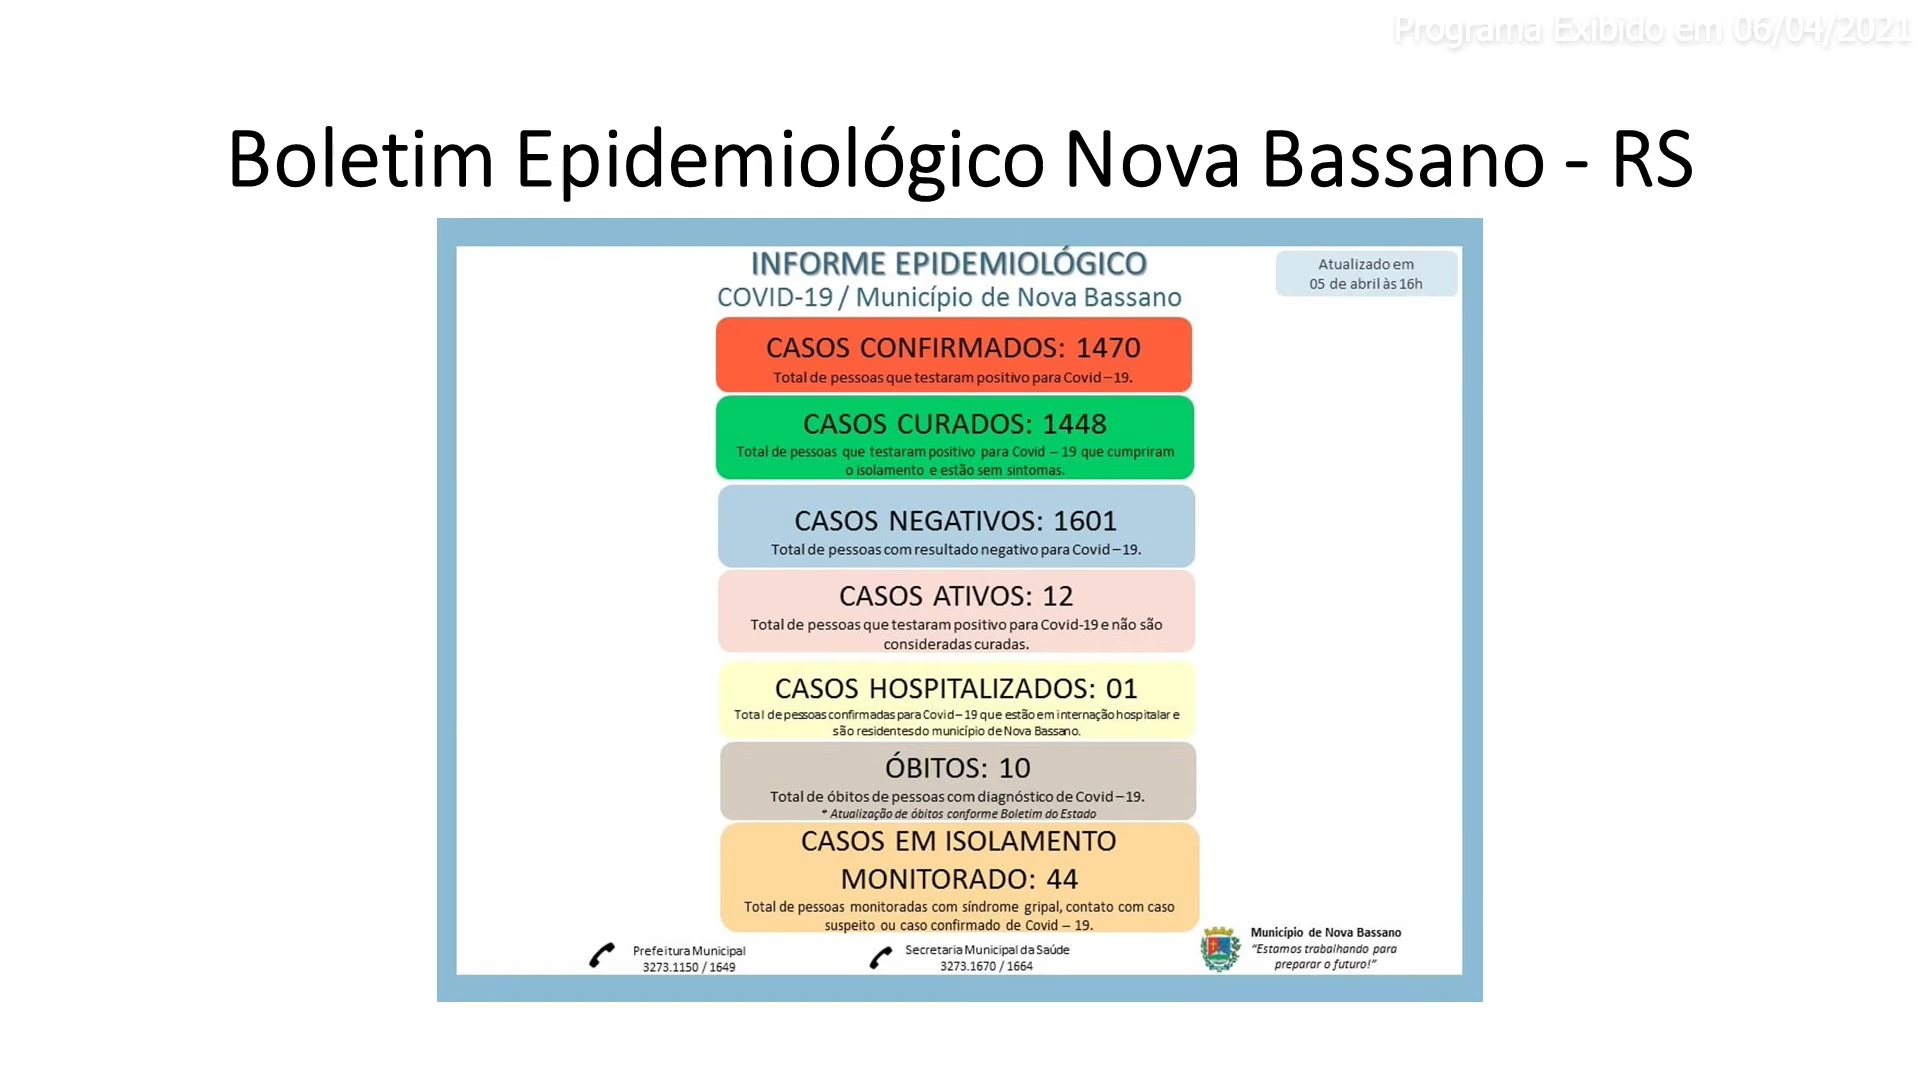 Programa Exibido em 06/04/2021
Boletim Epidemiológico Nova Bassano - RS
INFORME EPIDEMIOLÓGICO
COVID-19 / Município de Nova Bassano
Atualizado em
05 de abril às 16h
CASOS CONFIRMADOS: 1470
Total de pessoas que testaram positivo para Covid – 19.
CASOS CURADOS: 1448
Total de pessoas que testaram positivo para Covid – 19 que cumpriram
o isolamento e estão sem sintomas.
CASOS NEGATIVOS: 1601
Total de pessoas com resultado negativo para Covid – 19.
CASOS ATIVOS: 12
Total de pessoas que testaram positivo para Covid-19 e não são
consideradas curadas.
CASOS HOSPITALIZADOS: 01
Total de pessoas confirmadas para Covid – 19 que estão em internação hospitalar e
são residentes do município de Nova Bassano.
ÓBITOS: 10
Total de óbitos de pessoas com diagnóstico de Covid – 19.
* Atualização de óbitos conforme Boletim do Estado
CASOS EM ISOLAMENTO
MONITORADO: 44
Total de pessoas monitoradas com síndrome gripal, contato com caso
suspeito ou caso confirmado de Covid – 19.
Prefeitura Municipal
3273.1150 / 1649
Secretaria Municipal da Saúde
3273.1670 / 1664
Município de Nova Bassano
“Estamos trabalhando para
preparar o futuro!”